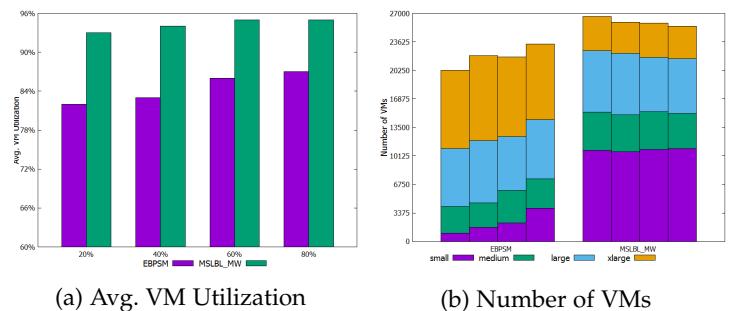 96%
90%
84%
78%
72%
66%
60%
Avg. VM Utilization
20%
40%
60%
80%
EBPSM
MSLBL_MW
(a) Avg. VM Utilization
27000
23625
20250
16875
13500
10125
6750
3375
0
Number of VMs
EBPSM
MSLBL_MW
small
medium
large
xlarge
(b) Number of VMs